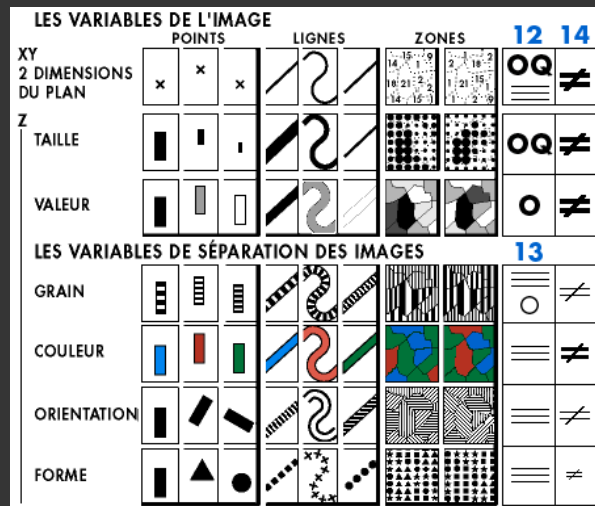 LES VARIABLES DE L'IMAGE
POINTS LIGNES ZONES 12 14
XY
2 DIMENSIONS
DU PLAN
× × ×
OQ ≠
Z
TAILLE OQ ≠
VALEUR O ≠
LES VARIABLES DE SÉPARATION DES IMAGES 13
GRAIN ≠
COULEUR ≠
ORIENTATION ≠
FORME ≠